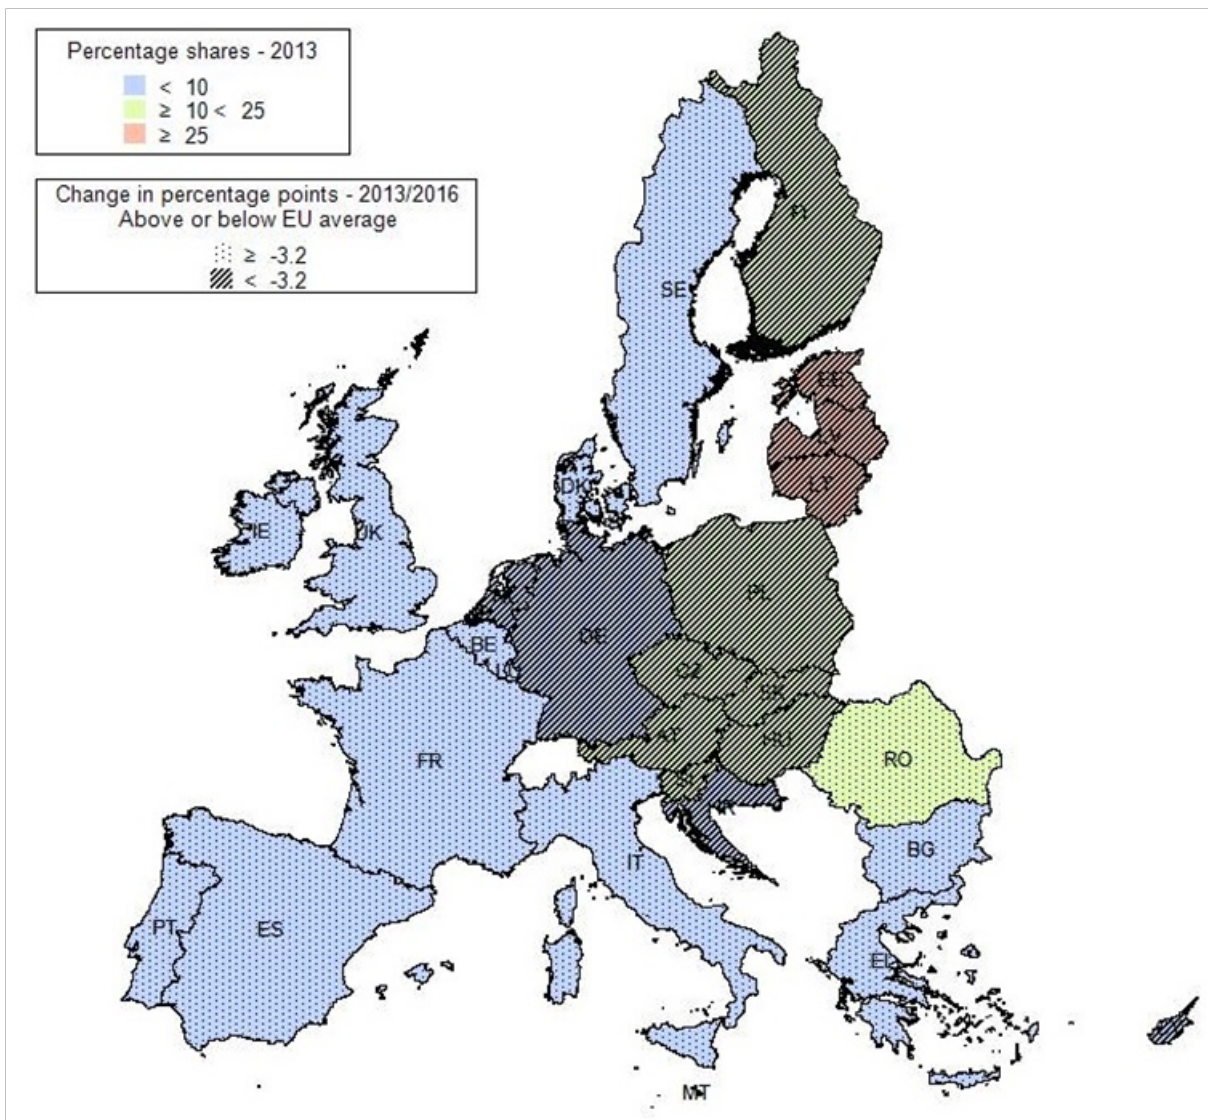 Percentage shares - 2013
< 10
≥ 10 < 25
≥ 25
Change in percentage points - 2013/2016
Above or below EU average
≥ -3.2
< -3.2
FI
SE
EE
LV
LT
DK
IE
UK
PL
DE
BE
LU
CZ
SK
AT
HU
FR
RO
SI
HR
BG
IT
PT
ES
EL
MT